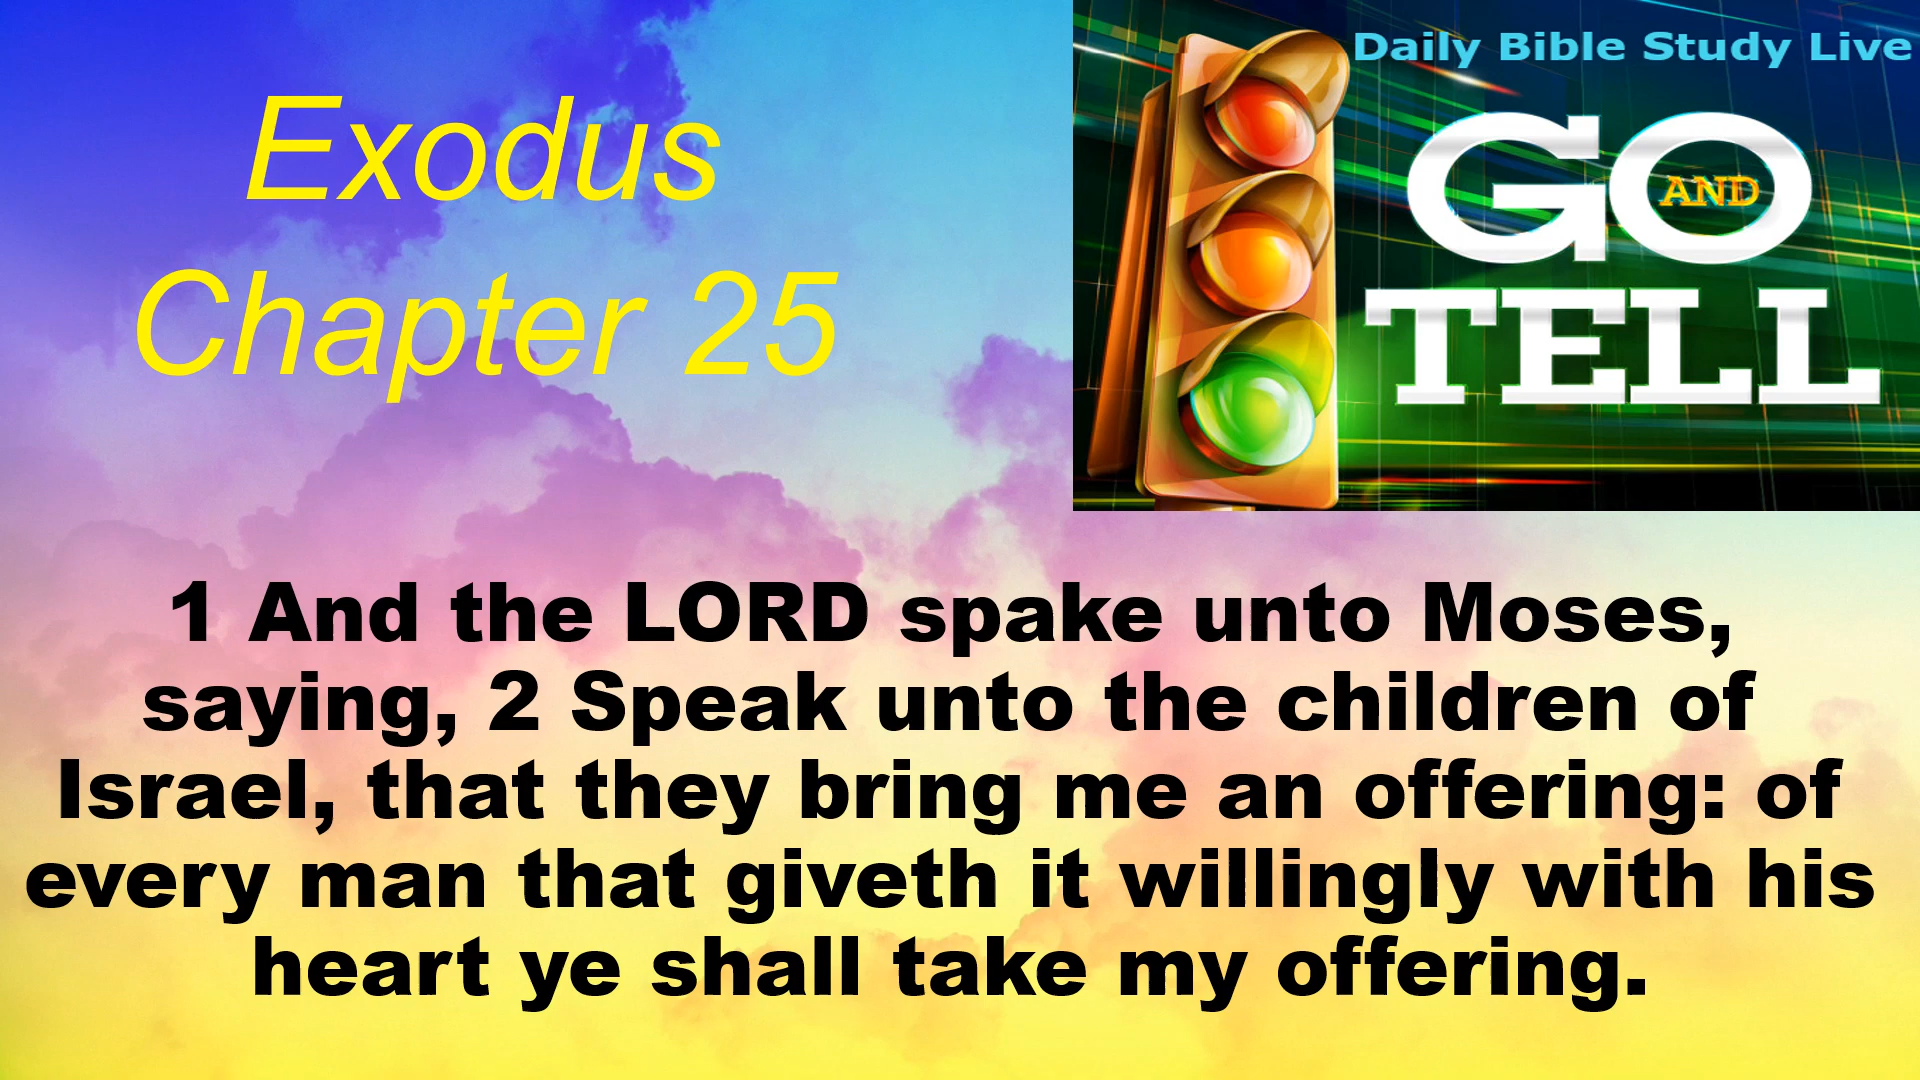 Exodus
Chapter 25
Daily Bible Study Live
GO AND
TELL
1 And the LORD spake unto Moses,
saying, 2 Speak unto the children of
Israel, that they bring me an offering: of
every man that giveth it willingly with his
heart ye shall take my offering.